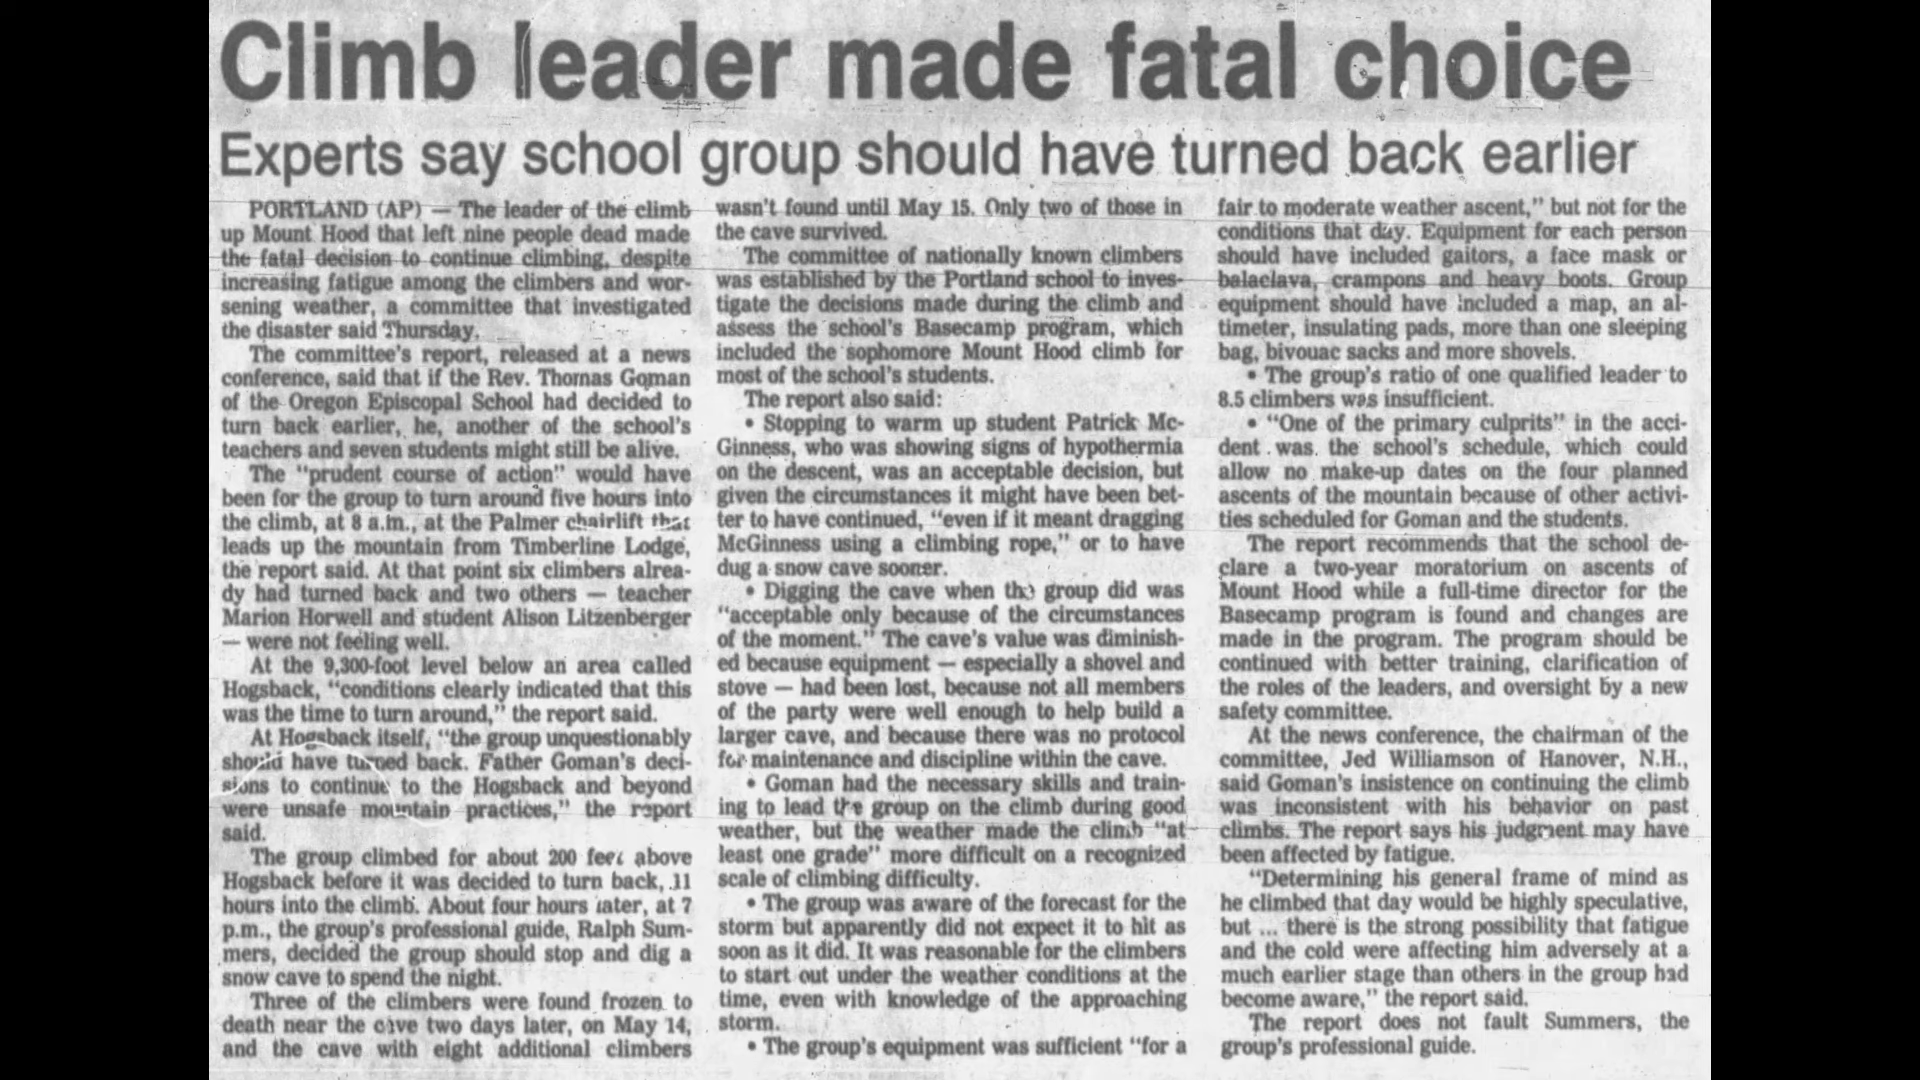 Climb leader made fatal choice
Experts say school group should have turned back earlier
PORTLAND (AP) — The leader of the climb
up Mount Hood that left nine people dead made
the fatal decision to continue climbing, despite
increasing fatigue among the climbers and wor-
sening weather, a committee that investigated
the disaster said Thursday.
The committee's report, released at a news
conference, said that if the Rev. Thomas Goman
of the Oregon Episcopal School had decided to
turn back earlier, he, another of the school's
teachers and seven students might still be alive.
The "prudent course of action" would have
been for the group to turn around five hours into
the climb, at 8 a.m., at the Palmer chairlift that
leads up the mountain from Timberline Lodge,
the report said. At that point six climbers alrea-
dy had turned back and two others — teacher
Marion Horwell and student Alison Litzenberger
— were not feeling well.
At the 9,300-foot level below an area called
Hogsback, "conditions clearly indicated that this
was the time to turn around," the report said.
At Hogsback itself, "the group unquestionably
should have turned back. Father Goman's deci-
sions to continue to the Hogsback and beyond
were unsafe mountain practices," the report
said.
The group climbed for about 200 feet above
Hogsback before it was decided to turn back, 11
hours into the climb. About four hours later, at 7
p.m., the group's professional guide, Ralph Sum-
mers, decided the group should stop and dig a
snow cave to spend the night.
Three of the climbers were found frozen to
death near the cave two days later, on May 14,
and the cave with eight additional climbers
wasn't found until May 15. Only two of those in
the cave survived.
The committee of nationally known climbers
was established by the Portland school to inves-
tigate the decisions made during the climb and
assess the school's Basecamp program, which
included the sophomore Mount Hood climb for
most of the school's students.
The report also said:
• Stopping to warm up student Patrick Mc-
Ginness, who was showing signs of hypothermia
on the descent, was an acceptable decision, but
given the circumstances it might have been bet-
ter to have continued, "even if it meant dragging
McGinness using a climbing rope," or to have
dug a snow cave sooner.
• Digging the cave when the group did was
"acceptable only because of the circumstances
of the moment." The cave's value was diminish-
ed because equipment — especially a shovel and
stove — had been lost, because not all members
of the party were well enough to help build a
larger cave, and because there was no protocol
for maintenance and discipline within the cave.
• Goman had the necessary skills and train-
ing to lead the group on the climb during good
weather, but the weather made the climb "at
least one grade" more difficult on a recognized
scale of climbing difficulty.
• The group was aware of the forecast for the
storm but apparently did not expect it to hit as
soon as it did. It was reasonable for the climbers
to start out under the weather conditions at the
time, even with knowledge of the approaching
storm.
• The group's equipment was sufficient "for a
fair to moderate weather ascent," but not for the
conditions that day. Equipment for each person
should have included gaitors, a face mask or
balaclava, crampons and heavy boots. Group
equipment should have included a map, an al-
timeter, insulating pads, more than one sleeping
bag, bivouac sacks and more shovels.
• The group's ratio of one qualified leader to
8.5 climbers was insufficient.
• "One of the primary culprits" in the acci-
dent was the school's schedule, which could
allow no make-up dates on the four planned
ascents of the mountain because of other activi-
ties scheduled for Goman and the students.
The report recommends that the school de-
clare a two-year moratorium on ascents of
Mount Hood while a full-time director for the
Basecamp program is found and changes are
made in the program. The program should be
continued with better training, clarification of
the roles of the leaders, and oversight by a new
safety committee.
At the news conference, the chairman of the
committee, Jed Williamson of Hanover, N.H.,
said Goman's insistence on continuing the climb
was inconsistent with his behavior on past
climbs. The report says his judgment may have
been affected by fatigue.
"Determining his general frame of mind as
he climbed that day would be highly speculative,
but ... there is the strong possibility that fatigue
and the cold were affecting him adversely at a
much earlier stage than others in the group had
become aware," the report said.
The report does not fault Summers, the
group's professional guide.